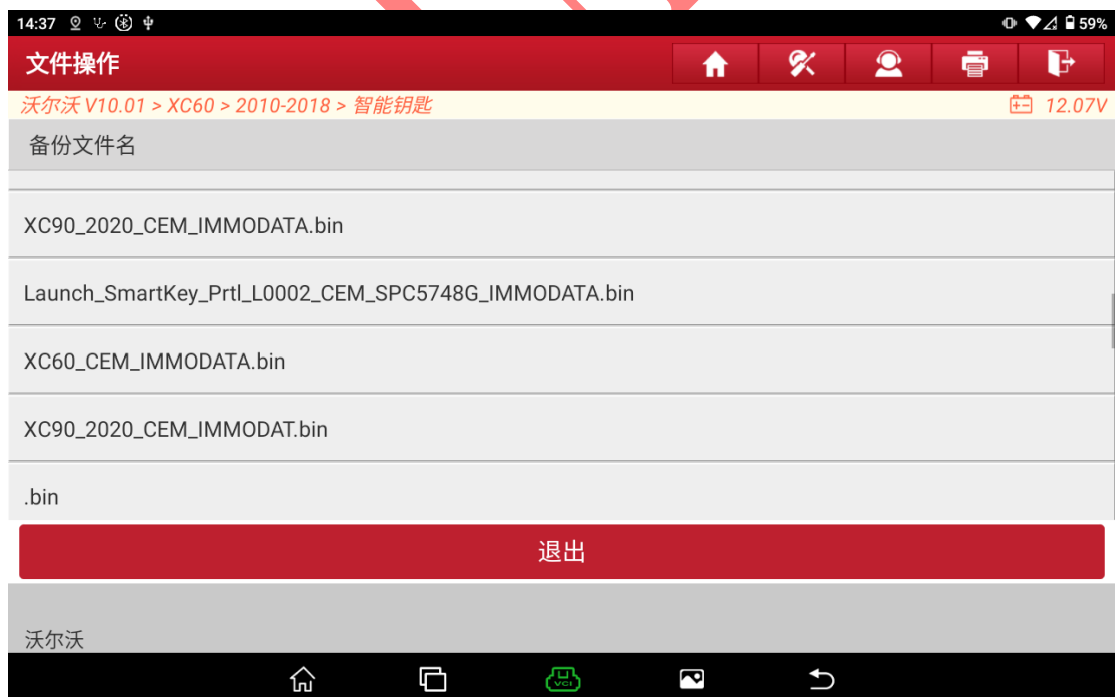 14:37 59%
文件操作
沃尔沃 V10.01 > XC60 > 2010-2018 > 智能钥匙 12.07V
备份文件名
XC90_2020_CEM_IMMODATA.bin
Launch_SmartKey_Prtl_L0002_CEM_SPC5748G_IMMODATA.bin
XC60_CEM_IMMODATA.bin
XC90_2020_CEM_IMMODAT.bin
.bin
退出
沃尔沃
VCI